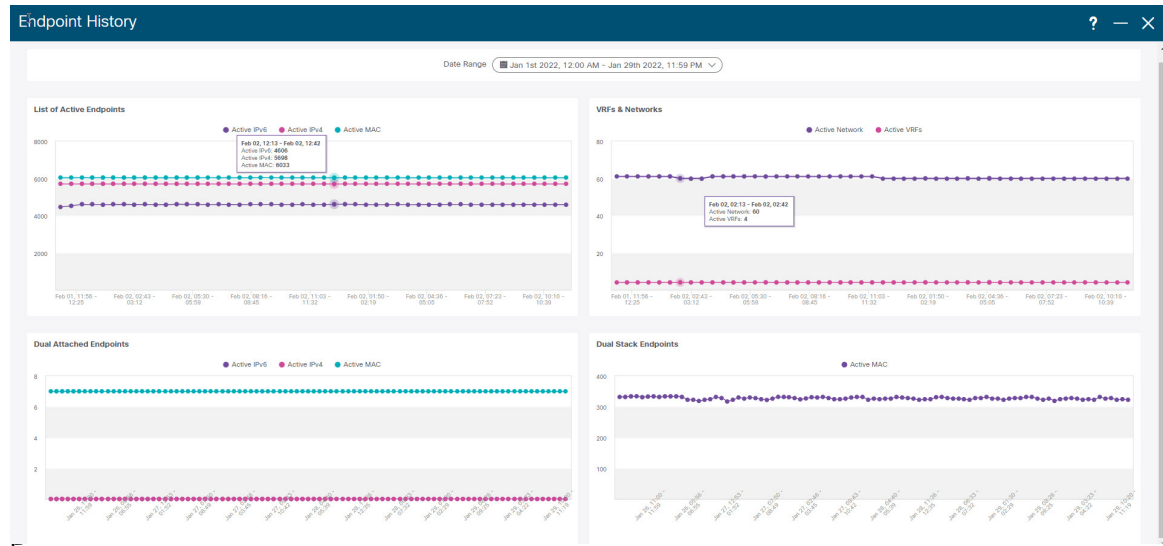 Endpoint History
? — ×
Date Range Jan 1st 2022, 12:00 AM – Jan 29th 2022, 11:59 PM
List of Active Endpoints
Active IPv6 Active IPv4 Active MAC
Feb 02, 12:13 - Feb 02, 12:42
Active IPv6: 4606
Active IPv4: 5698
Active MAC: 6033
8000
6000
4000
2000
Feb 01, 11:56 - 12:25
Feb 02, 02:43 - 03:12
Feb 02, 05:30 - 05:59
Feb 02, 08:16 - 08:45
Feb 02, 11:03 - 11:32
Feb 02, 01:50 - 02:19
Feb 02, 04:36 - 05:05
Feb 02, 07:23 - 07:52
Feb 02, 10:10 - 10:39
VRFs & Networks
Active Network Active VRFs
80
60
40
20
Feb 02, 02:13 - Feb 02, 02:42
Active Network: 60
Active VRFs: 4
Feb 01, 11:56 - 12:25
Feb 02, 02:43 - 03:12
Feb 02, 05:30 - 05:59
Feb 02, 08:16 - 08:45
Feb 02, 11:03 - 11:32
Feb 02, 01:50 - 02:19
Feb 02, 04:36 - 05:05
Feb 02, 07:23 - 07:52
Feb 02, 10:10 - 10:39
Dual Attached Endpoints
Active IPv6 Active IPv4 Active MAC
8
6
4
2
Dual Stack Endpoints
Active MAC
400
300
200
100